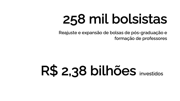 258 mil bolsistas
Reajuste e expansão de bolsas de pós-graduação e
formação de professores
R$ 2,38 bilhões investidos